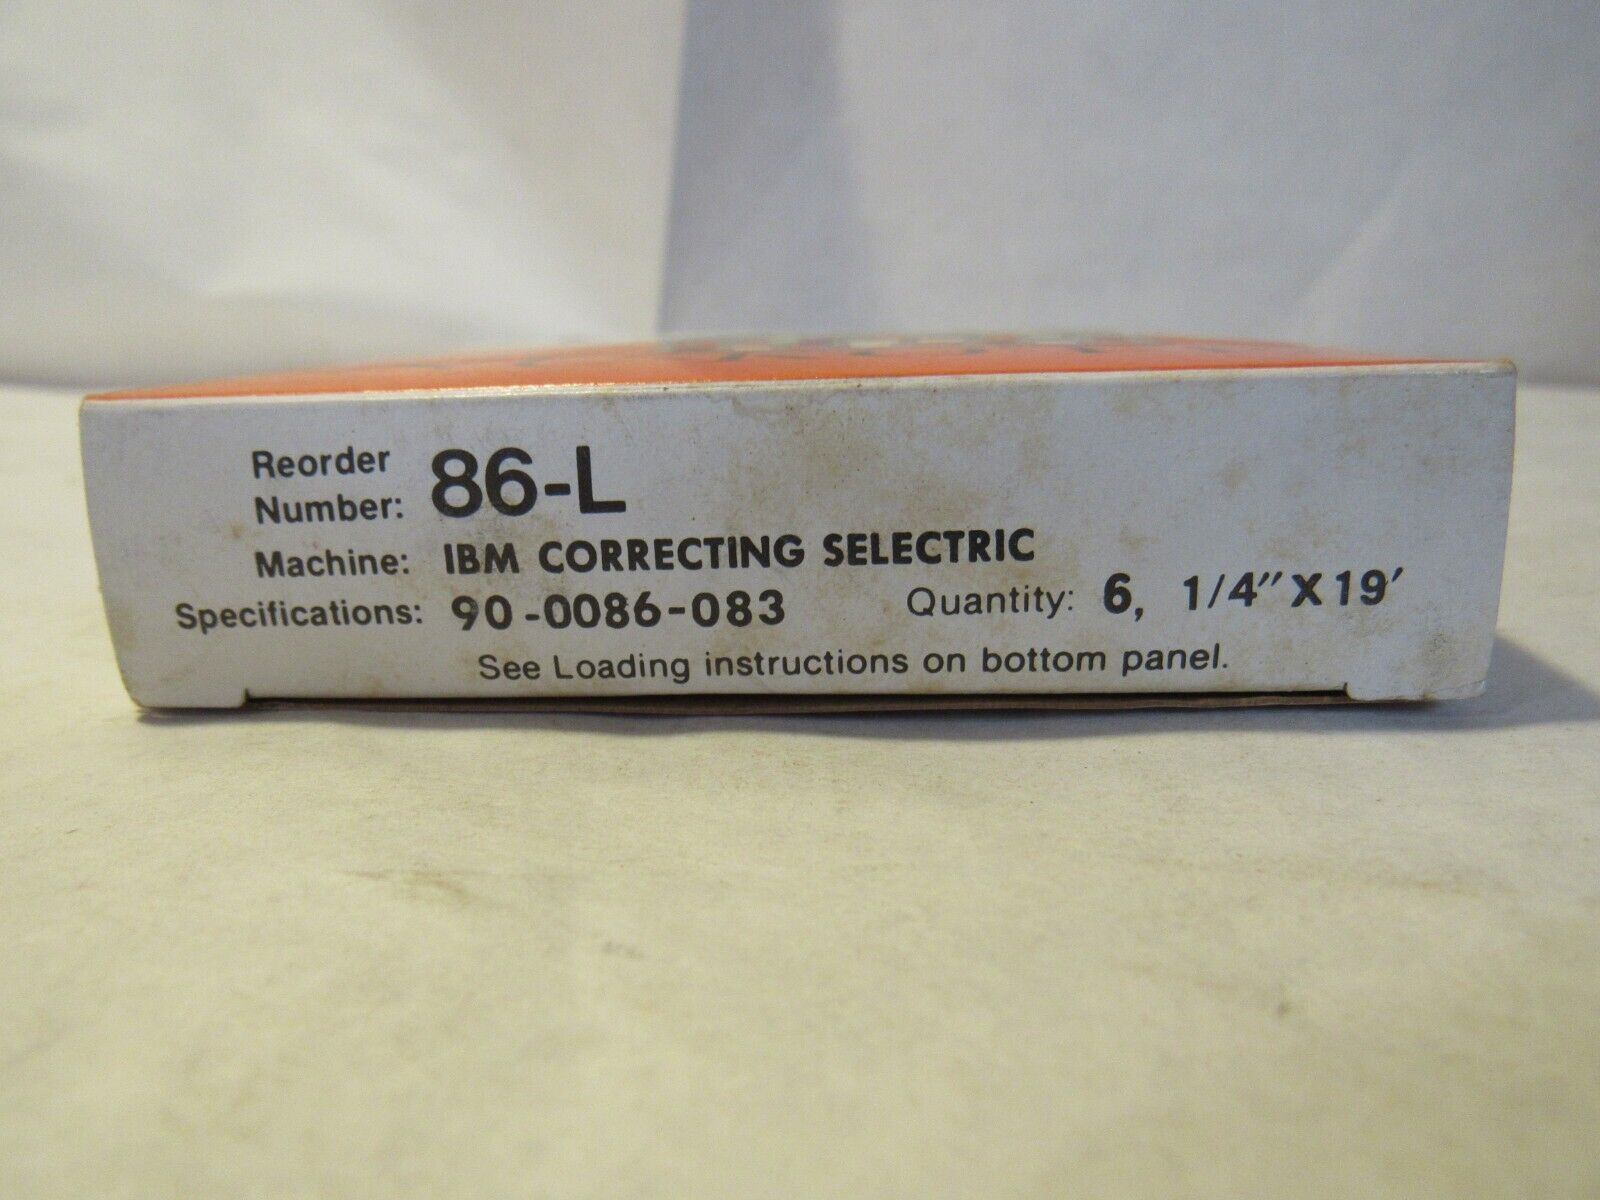 Reorder
Number: 86-L
Machine: IBM CORRECTING SELECTRIC
Specifications: 90-0086-083 Quantity: 6, 1/4" X 19'
See Loading instructions on bottom panel.